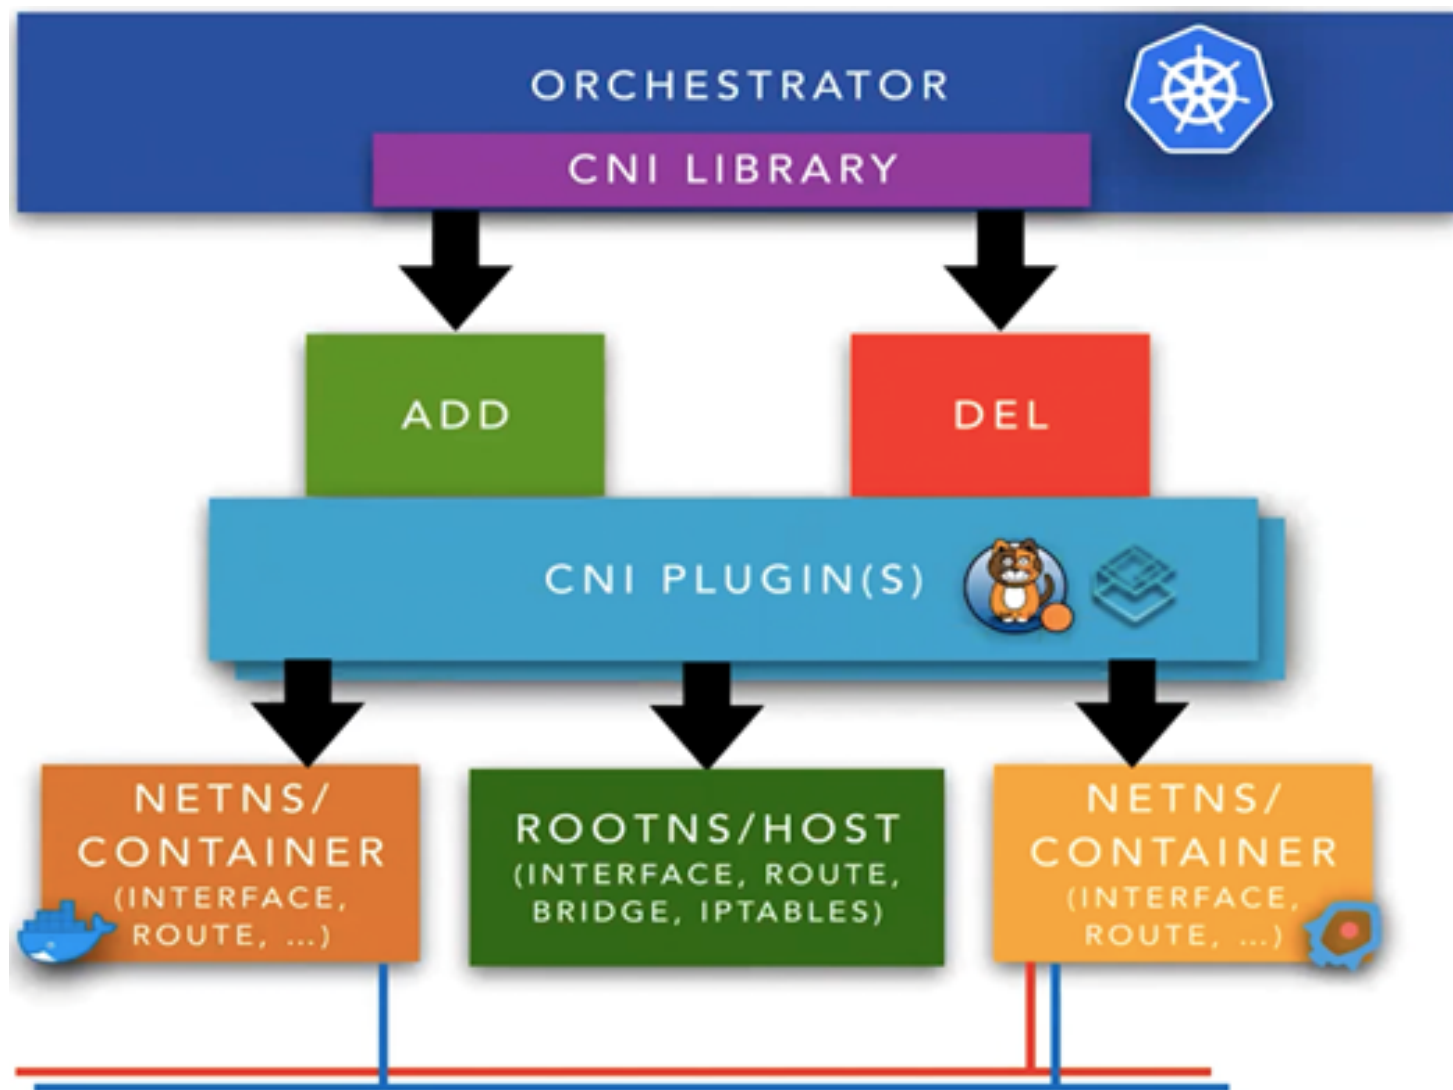 ORCHESTRATOR
CNI LIBRARY
ADD
DEL
CNI PLUGIN(S)
NETNS/
CONTAINER
(INTERFACE,
ROUTE, ...)
ROOTNS/HOST
(INTERFACE, ROUTE,
BRIDGE, IPTABLES)
NETNS/
CONTAINER
(INTERFACE,
ROUTE, ...)